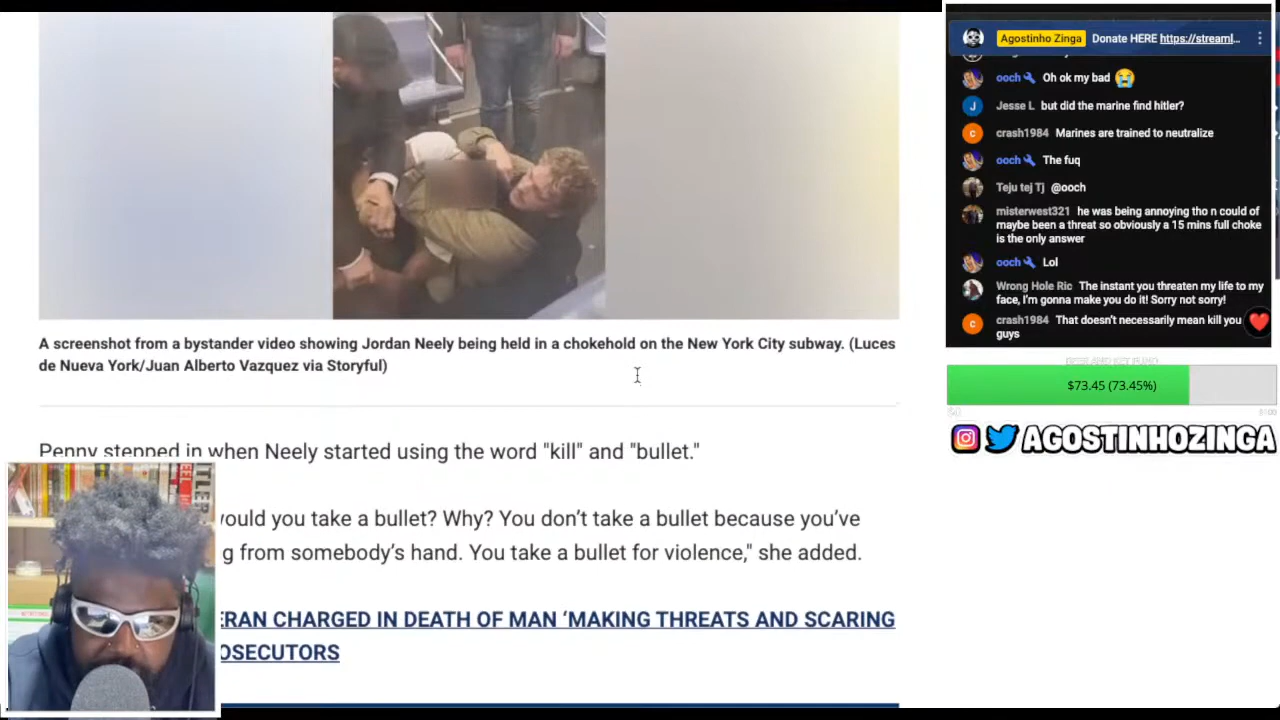 A screenshot from a bystander video showing Jordan Neely being held in a chokehold on the New York City subway. (Luces
de Nueva York/Juan Alberto Vazquez via Storyful)
Penny stepped in when Neely started using the word "kill" and "bullet."
would you take a bullet? Why? You don't take a bullet because you've
g from somebody's hand. You take a bullet for violence," she added.
ERAN CHARGED IN DEATH OF MAN 'MAKING THREATS AND SCARING
OSECUTORS
Agostinho Zinga Donate HERE https://streaml...
ooch Oh ok my bad
Jesse L but did the marine find hitler?
crash1984 Marines are trained to neutralize
ooch The fuq
Teju tej Tj @ooch
misterwest321 he was being annoying tho n could of
maybe been a threat so obviously a 15 mins full choke
is the only answer
ooch Lol
Wrong Hole Ric The instant you threaten my life to my
face, I'm gonna make you do it! Sorry not sorry!
crash1984 That doesn't necessarily mean kill you
guys
$73.45 (73.45%)
AGOSTINHOZINGA